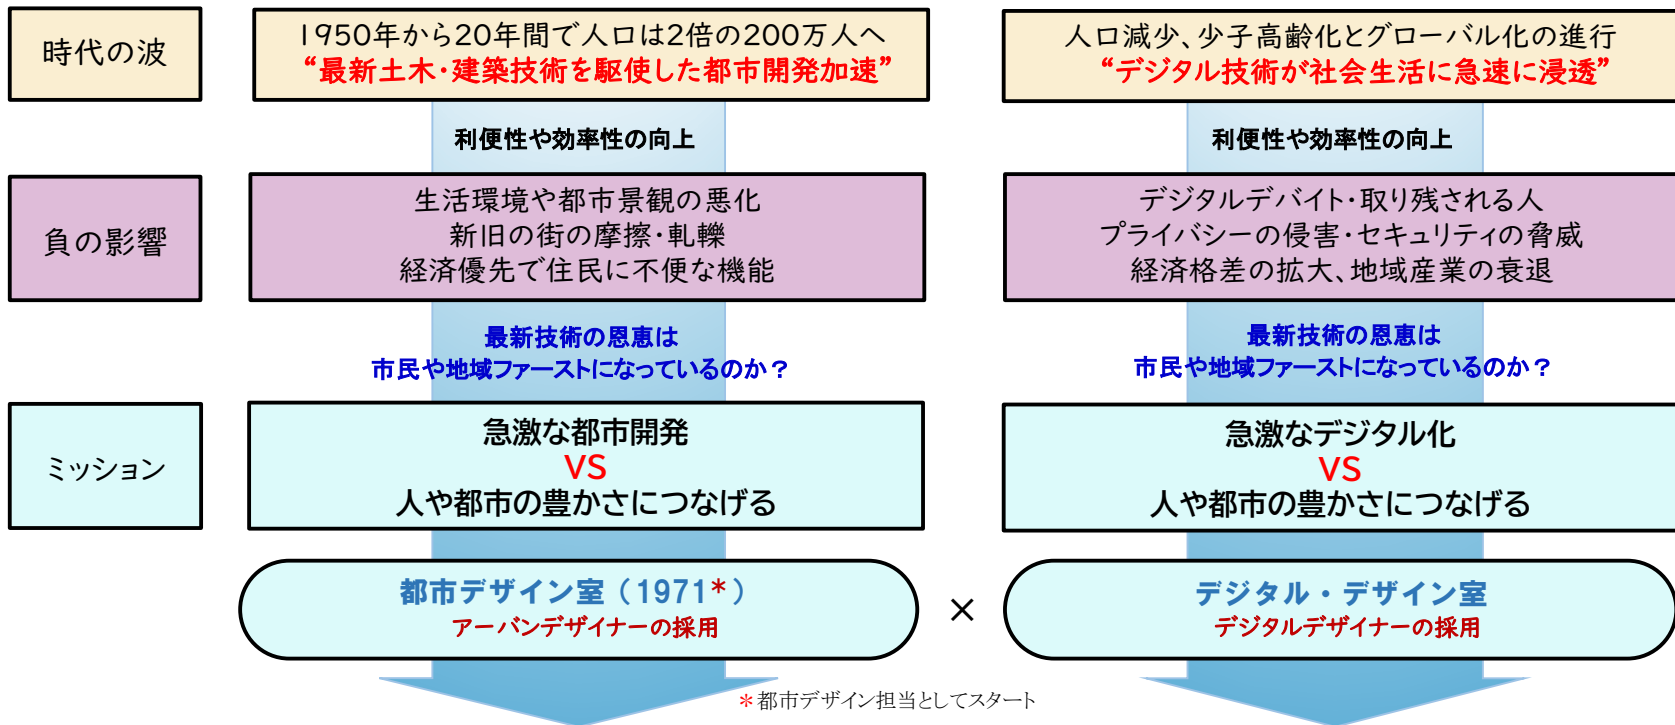 時代の波
1950年から20年間で人口は2倍の200万人へ
“最新土木・建築技術を駆使した都市開発加速”
人口減少、少子高齢化とグローバル化の進行
“デジタル技術が社会生活に急速に浸透”
利便性や効率性の向上
利便性や効率性の向上
負の影響
生活環境や都市景観の悪化
新旧の街の摩擦・軋轢
経済優先で住民に不便な機能
デジタルデバイト・取り残される人
プライバシーの侵害・セキュリティの脅威
経済格差の拡大、地域産業の衰退
最新技術の恩恵は
市民や地域ファーストになっているのか？
最新技術の恩恵は
市民や地域ファーストになっているのか？
ミッション
急激な都市開発
VS
人や都市の豊かさにつなげる
急激なデジタル化
VS
人や都市の豊かさにつなげる
都市デザイン室（1971*）
アーバンデザイナーの採用
×
デジタル・デザイン室
デジタルデザイナーの採用
*都市デザイン担当としてスタート